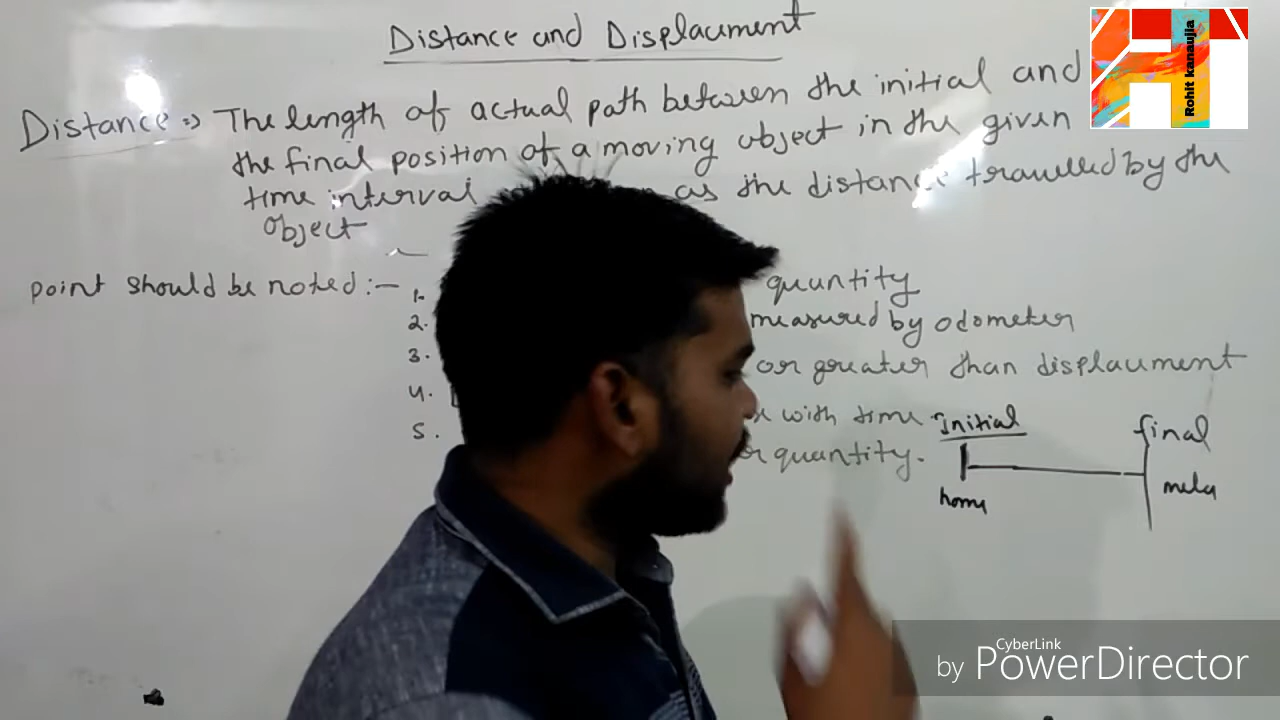 Distance and Displacement
Rohit kanaujia
Distance => The length of actual path between the initial and
the final position of a moving object in the given
time interval as the distance travelled by the
object
point should be noted :-
1. quantity
2. measured by odometer
3. or greater than displacement
4. with time
5. quantity.
Initial
final
home
mela
CyberLink
by PowerDirector